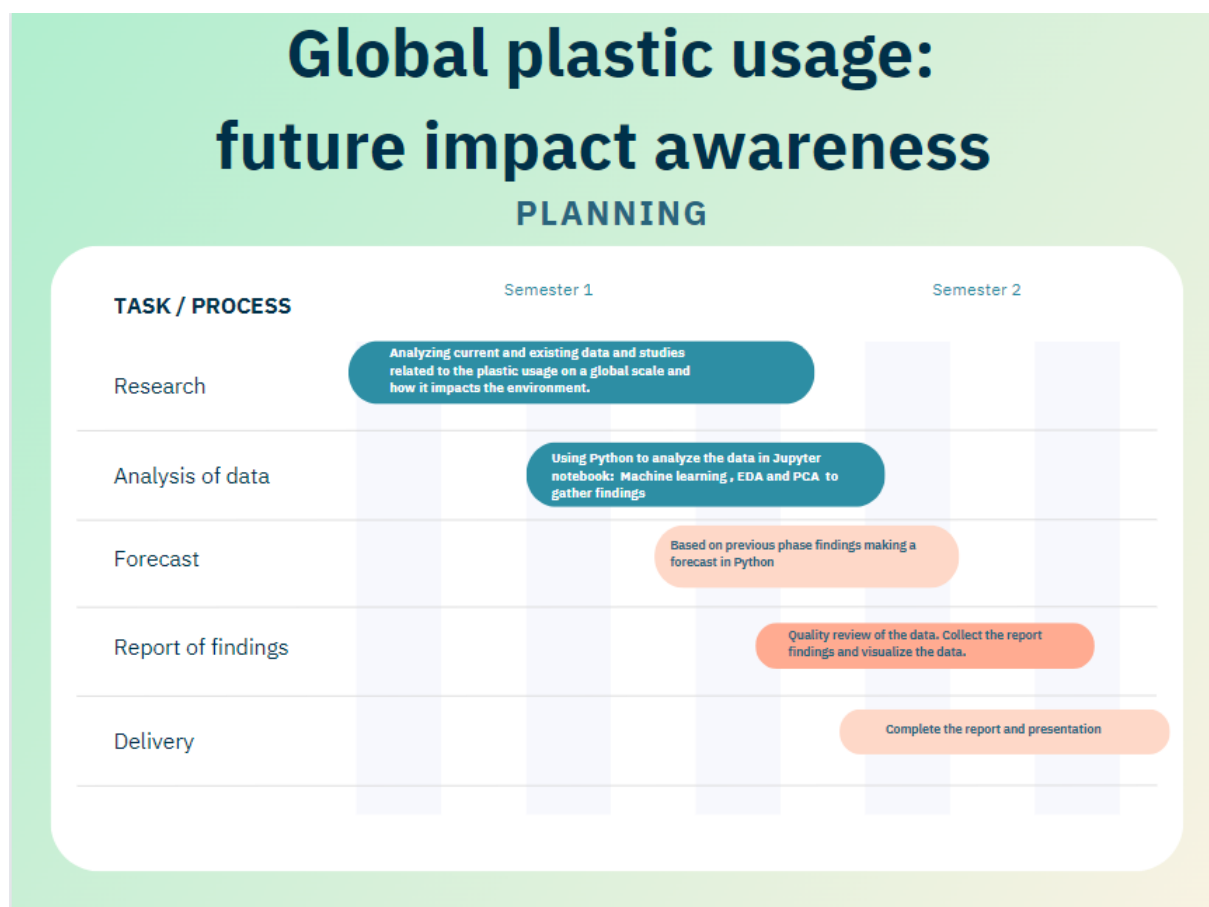 Global plastic usage:
future impact awareness
PLANNING
TASK / PROCESS
Semester 1
Semester 2
Research
Analyzing current and existing data and studies
related to the plastic usage on a global scale and
how it impacts the environment.
Analysis of data
Using Python to analyze the data in Jupyter
notebook: Machine learning , EDA and PCA to
gather findings
Forecast
Based on previous phase findings making a
forecast in Python
Report of findings
Quality review of the data. Collect the report
findings and visualize the data.
Delivery
Complete the report and presentation